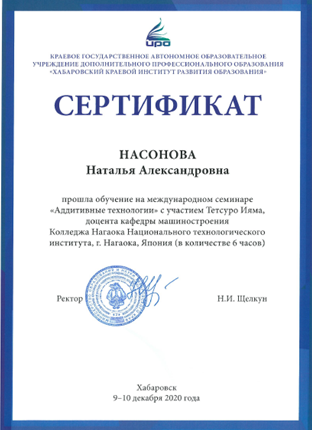 ИРО
КРАЕВОЕ ГОСУДАРСТВЕННОЕ АВТОНОМНОЕ ОБРАЗОВАТЕЛЬНОЕ
УЧРЕЖДЕНИЕ ДОПОЛНИТЕЛЬНОГО ПРОФЕССИОНАЛЬНОГО ОБРАЗОВАНИЯ
«ХАБАРОВСКИЙ КРАЕВОЙ ИНСТИТУТ РАЗВИТИЯ ОБРАЗОВАНИЯ»
СЕРТИФИКАТ
НАСОНОВА
Наталья Александровна
прошла обучение на международном семинаре
«Аддитивные технологии» с участием Тетсуро Ияма,
доцента кафедры машиностроения
Колледжа Нагаока Национального технологического
института, г. Нагаока, Япония (в количестве 6 часов)
Ректор
Н.И. Щелкун
Хабаровск
9–10 декабря 2020 года